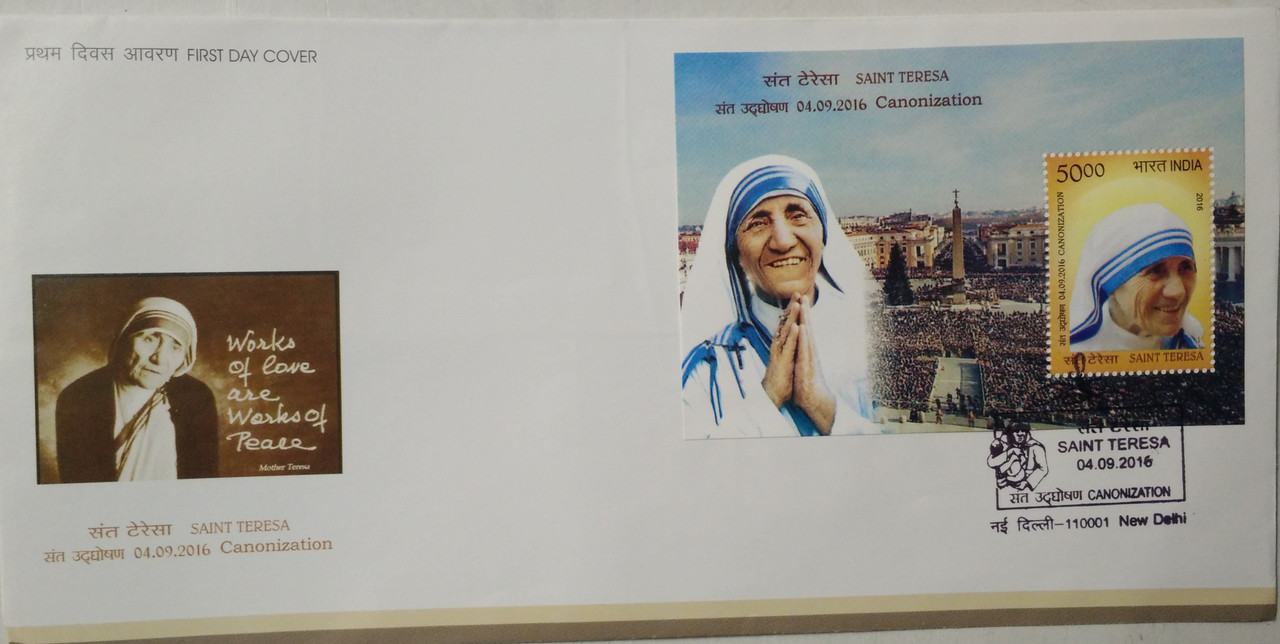 प्रथम दिवस आवरण FIRST DAY COVER
संत टेरेसा SAINT TERESA
संत उद्घोषण 04.09.2016 Canonization
5000 भारत INDIA
2016
संत उद्घोषण 04.09.2016 CANONIZATION
संत टेरेसा SAINT TERESA
Works
Of love
are
Works Of
Peace
Mother Teresa
संत टेरेसा SAINT TERESA
संत उद्घोषण 04.09.2016 Canonization
संत टेरेसा
SAINT TERESA
04.09.2016
संत उद्घोषण CANONIZATION
नई दिल्ली-110001 New Delhi